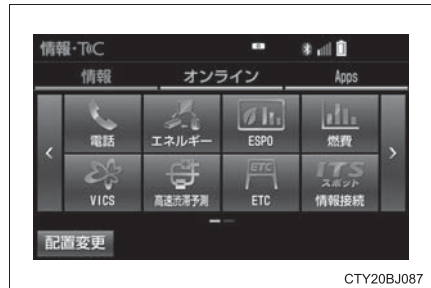 情報・T©C
情報 オンライン Apps
電話 エネルギー ESPO 燃費
ETC ITS
スポット
VICS 高速渋滞予測 ETC 情報接続
配置変更
CTY20BJ087